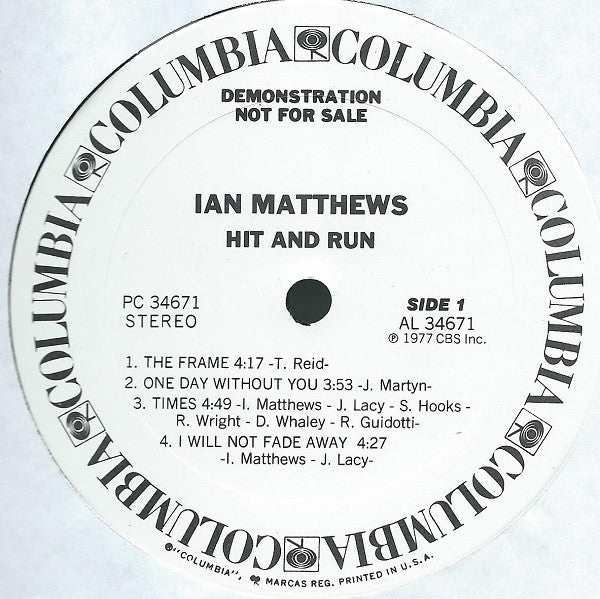 COLUMBIA COLUMBIA COLUMBIA COLUMBIA COLUMBIA COLUMBIA COLUMBIA COLUMBIA
DEMONSTRATION
NOT FOR SALE
IAN MATTHEWS
HIT AND RUN
PC 34671
STEREO
SIDE 1
AL 34671
Ⓟ 1977 CBS Inc.
1. THE FRAME 4:17 -T. Reid-
2. ONE DAY WITHOUT YOU 3:53 -J. Martyn-
3. TIMES 4:49 -I. Matthews - J. Lacy - S. Hooks -
R. Wright - D. Whaley - R. Guidotti-
4. I WILL NOT FADE AWAY 4:27
-I. Matthews - J. Lacy-
®"COLUMBIA", MARCAS REG. PRINTED IN U.S.A.